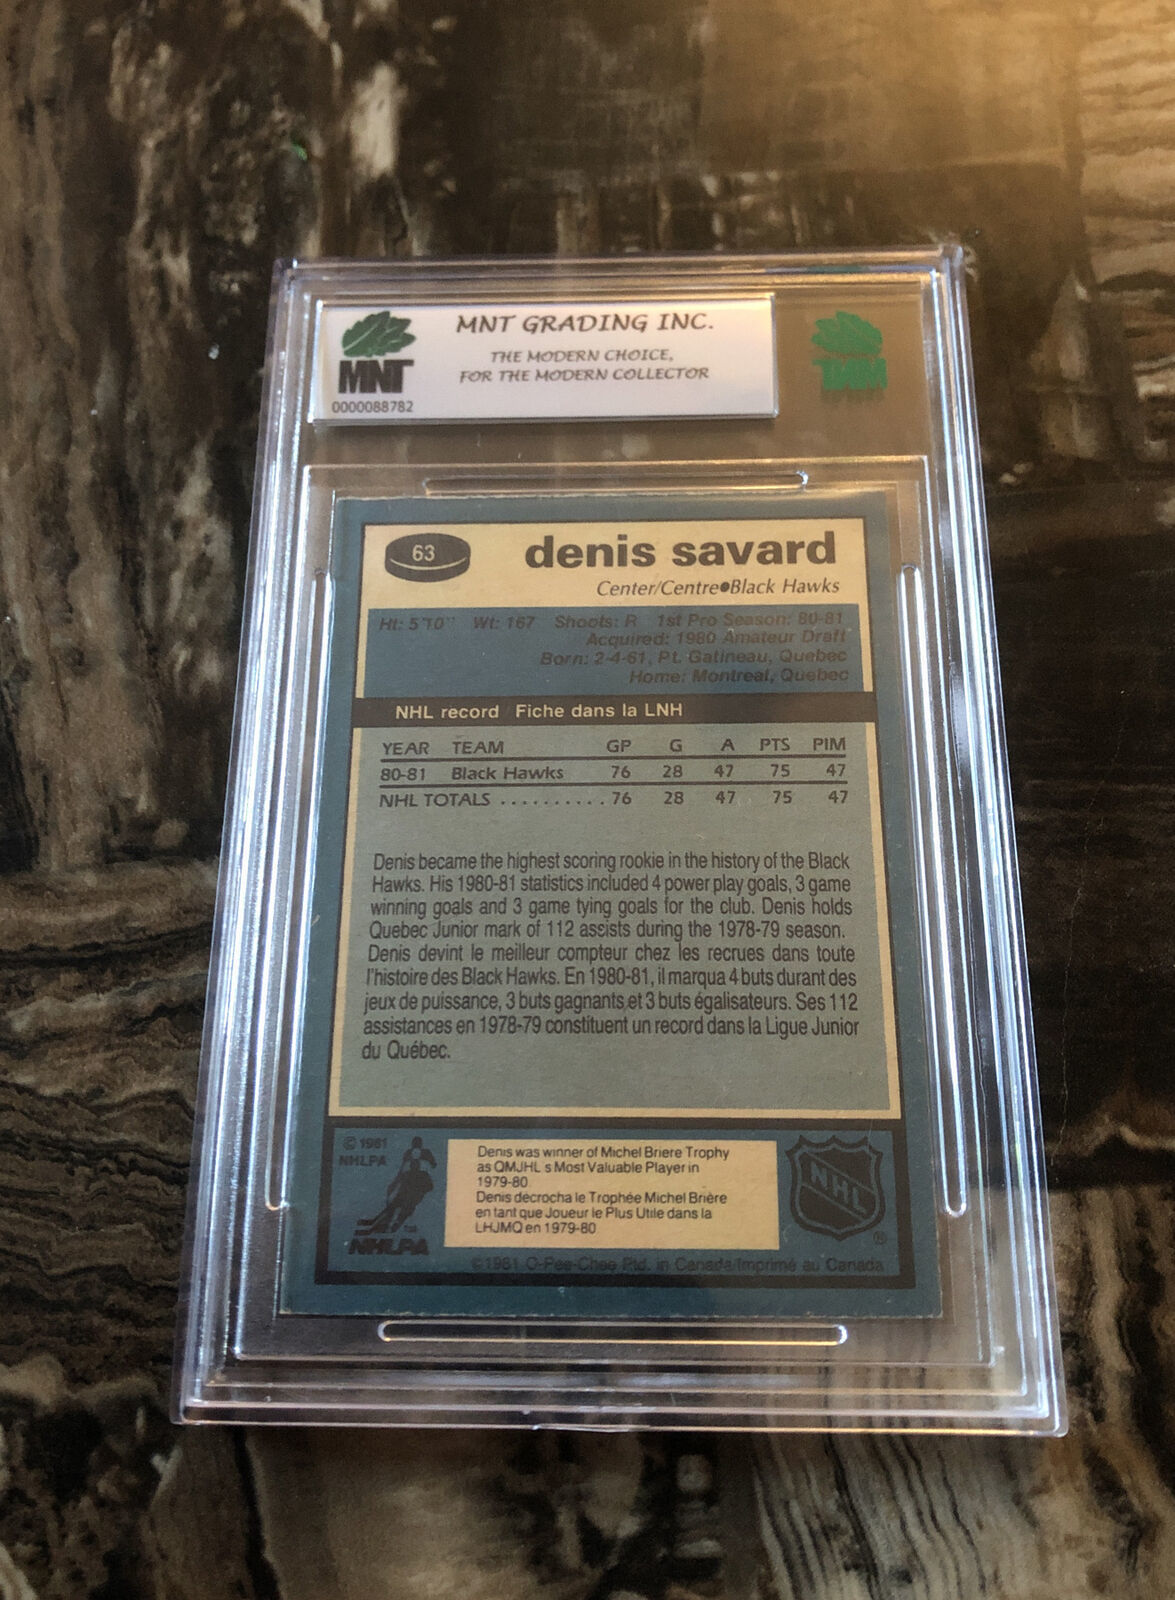 MNT GRADING INC.
THE MODERN CHOICE,
FOR THE MODERN COLLECTOR
MNT
0000088782
MNT
63
denis savard
Center/Centre●Black Hawks
Ht: 5'10" Wt: 167 Shoots: R 1st Pro Season: 80-81
Acquired: 1980 Amateur Draft
Born: 2-4-61, Pt. Gatineau, Quebec
Home: Montreal, Quebec
NHL record Fiche dans la LNH
YEAR TEAM GP G A PTS PIM
80-81 Black Hawks 76 28 47 75 47
NHL TOTALS .......... 76 28 47 75 47
Denis became the highest scoring rookie in the history of the Black
Hawks. His 1980-81 statistics included 4 power play goals, 3 game
winning goals and 3 game tying goals for the club. Denis holds
Quebec Junior mark of 112 assists during the 1978-79 season.
Denis devint le meilleur compteur chez les recrues dans toute
l'histoire des Black Hawks. En 1980-81, il marqua 4 buts durant des
jeux de puissance, 3 buts gagnants et 3 buts égalisateurs. Ses 112
assistances en 1978-79 constituent un record dans la Ligue Junior
du Québec.
© 1981
NHLPA
NHLPA
Denis was winner of Michel Briere Trophy
as QMJHL s Most Valuable Player in
1979-80
Denis décrocha le Trophée Michel Brière
en tant que Joueur le Plus Utile dans la
LHJMQ en 1979-80
NHL
®
©1981 O-Pee-Chee Ptd. in Canada/Imprimé au Canada